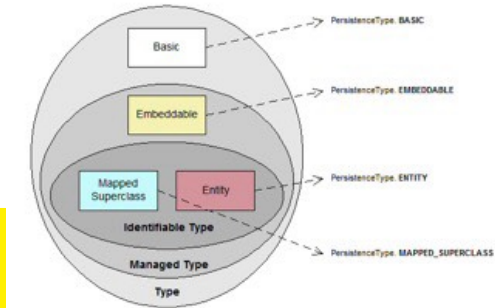 PersistenceType. BASIC
Basic
PersistenceType. EMBEDDABLE
Embeddable
PersistenceType. ENTITY
Mapped
Superclass
Entity
Identifiable Type
PersistenceType. MAPPED_SUPERCLASS
Managed Type
Type